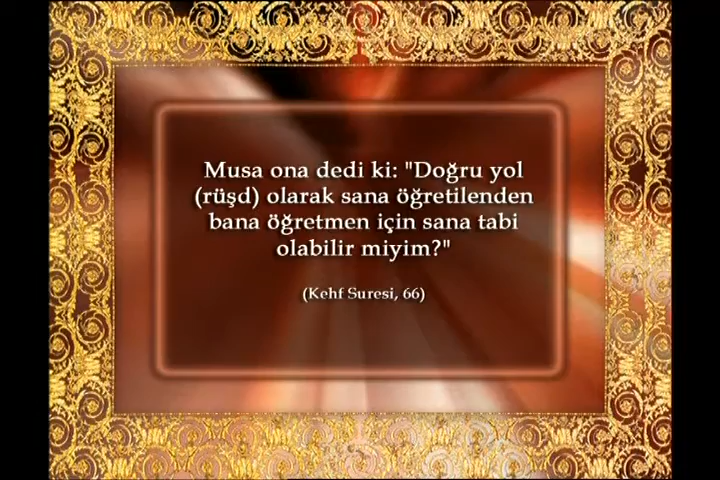 Musa ona dedi ki: "Doğru yol
(rüşd) olarak sana öğretilenden
bana öğretmen için sana tabi
olabilir miyim?"
(Kehf Suresi, 66)